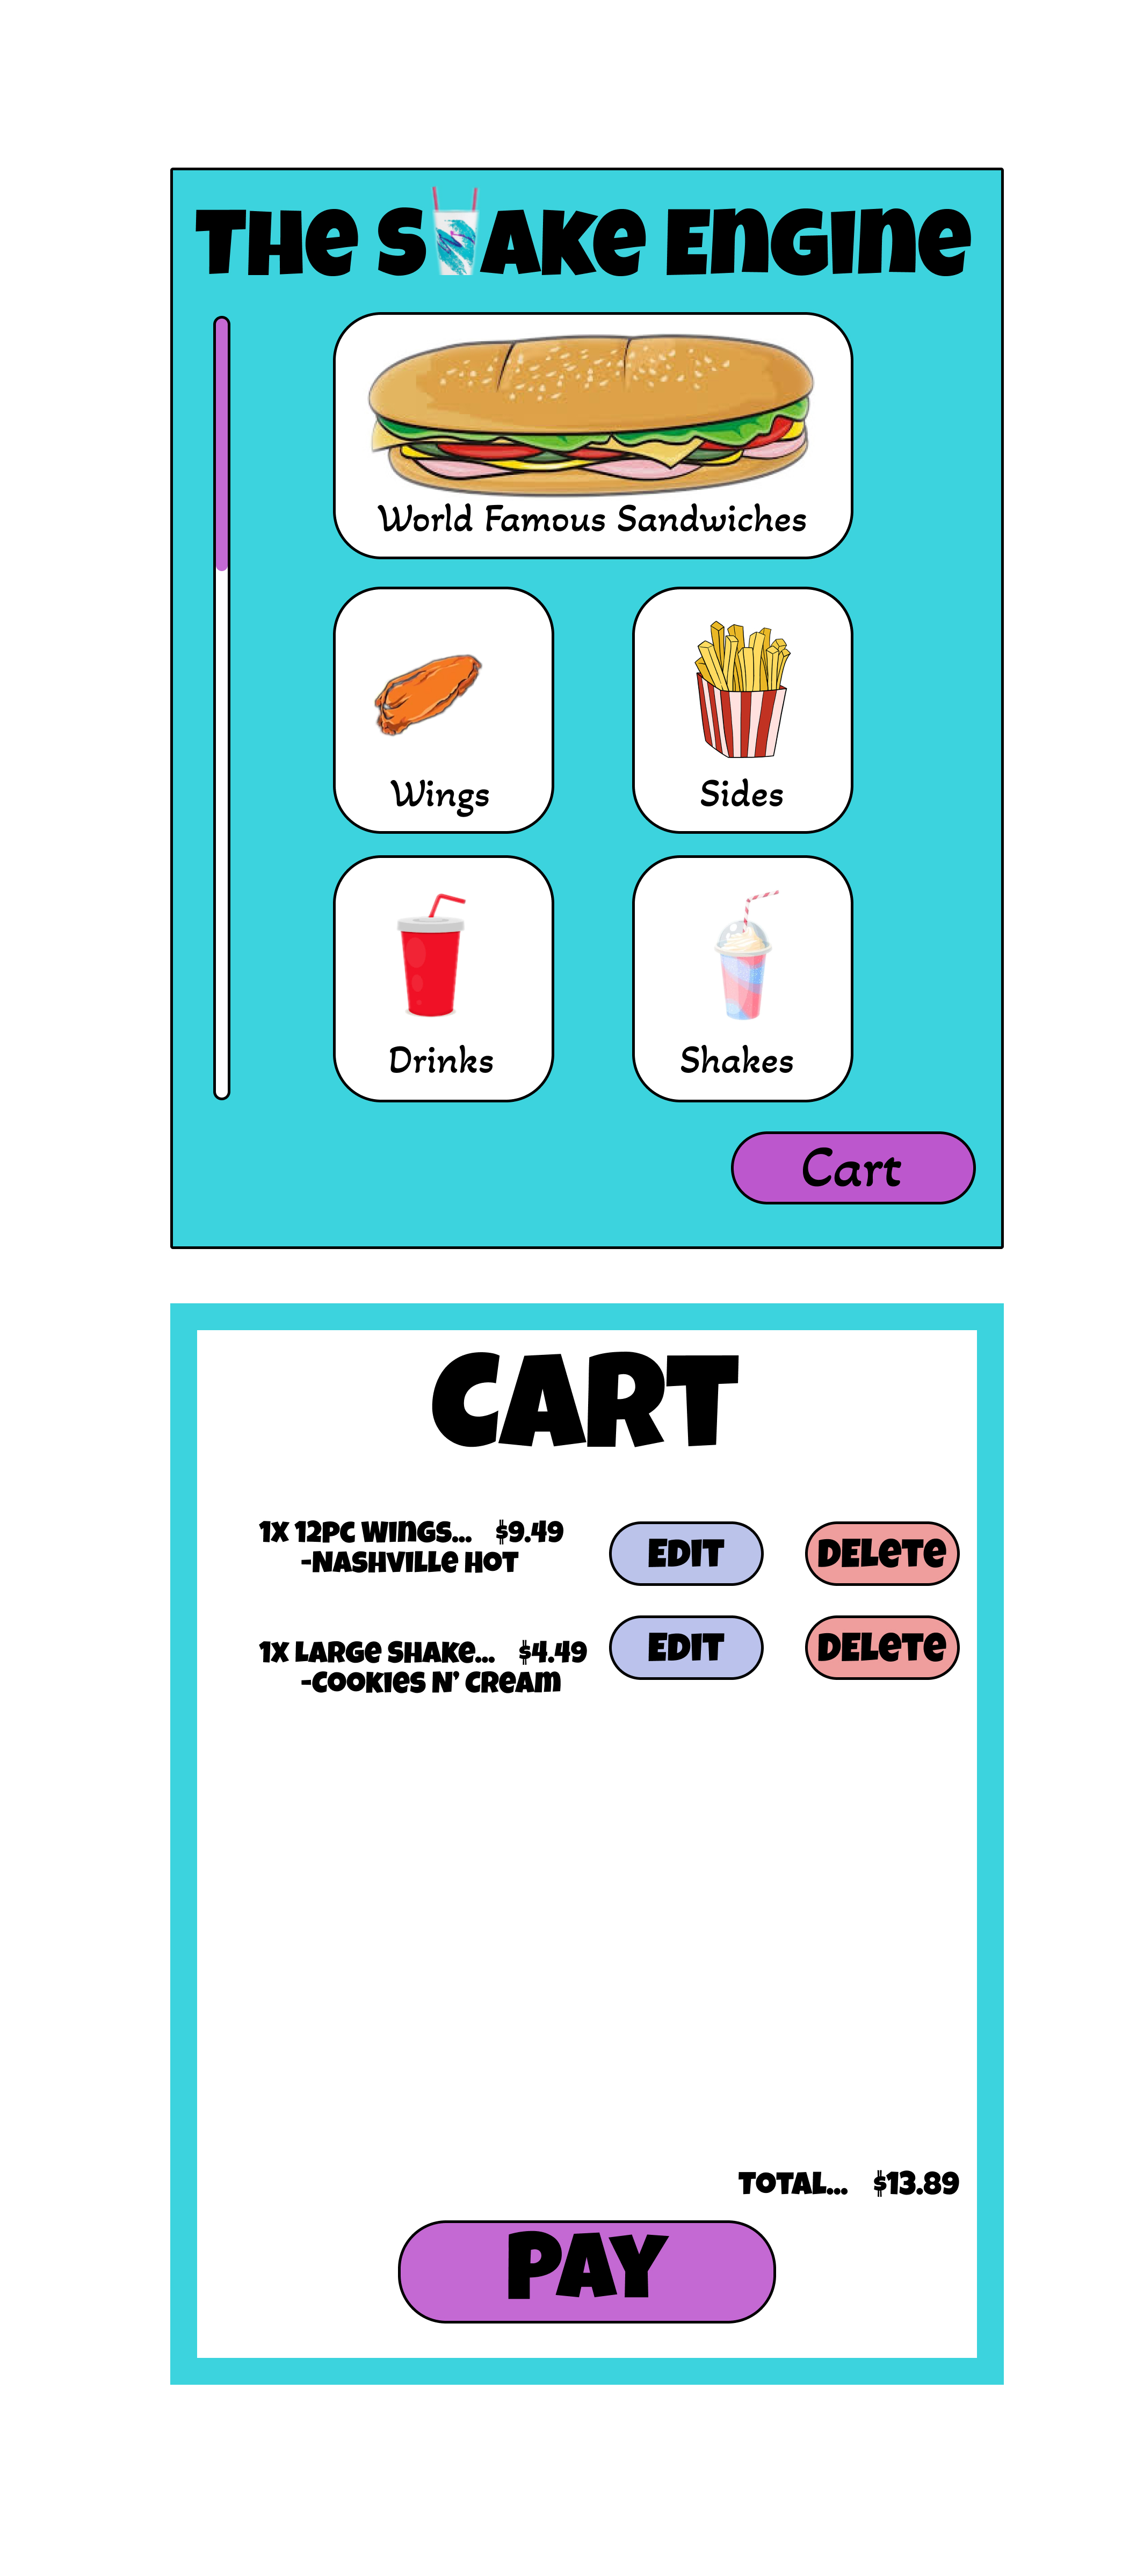 THE S AKE ENGINE
World Famous Sandwiches
Wings
Sides
Drinks
Shakes
Cart
CART
1X 12PC WINGS... $9.49
-NASHVILLE HOT
EDIT
DELETE
1X LARGE SHAKE... $4.49
-COOKIES N' CREAM
EDIT
DELETE
TOTAL... $13.89
PAY